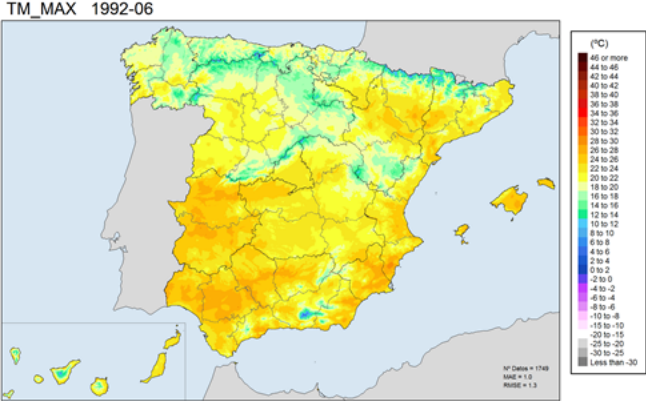 TM_MAX 1992-06
(ºC)
46 or more
44 to 46
42 to 44
40 to 42
38 to 40
36 to 38
34 to 36
32 to 34
30 to 32
28 to 30
26 to 28
24 to 26
22 to 24
20 to 22
18 to 20
16 to 18
14 to 16
12 to 14
10 to 12
8 to 10
6 to 8
4 to 6
2 to 4
0 to 2
-2 to 0
-4 to -2
-6 to -4
-8 to -6
-10 to -8
-15 to -10
-20 to -15
-25 to -20
-30 to -25
Less than -30
Nº Datos = 1749
MAE = 1.0
RMSE = 1.3